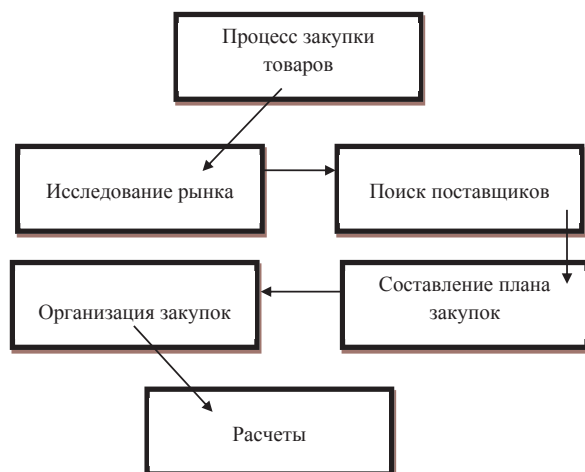 Процесс закупки
товаров
Исследование рынка
Поиск поставщиков
Составление плана
закупок
Организация закупок
Расчеты